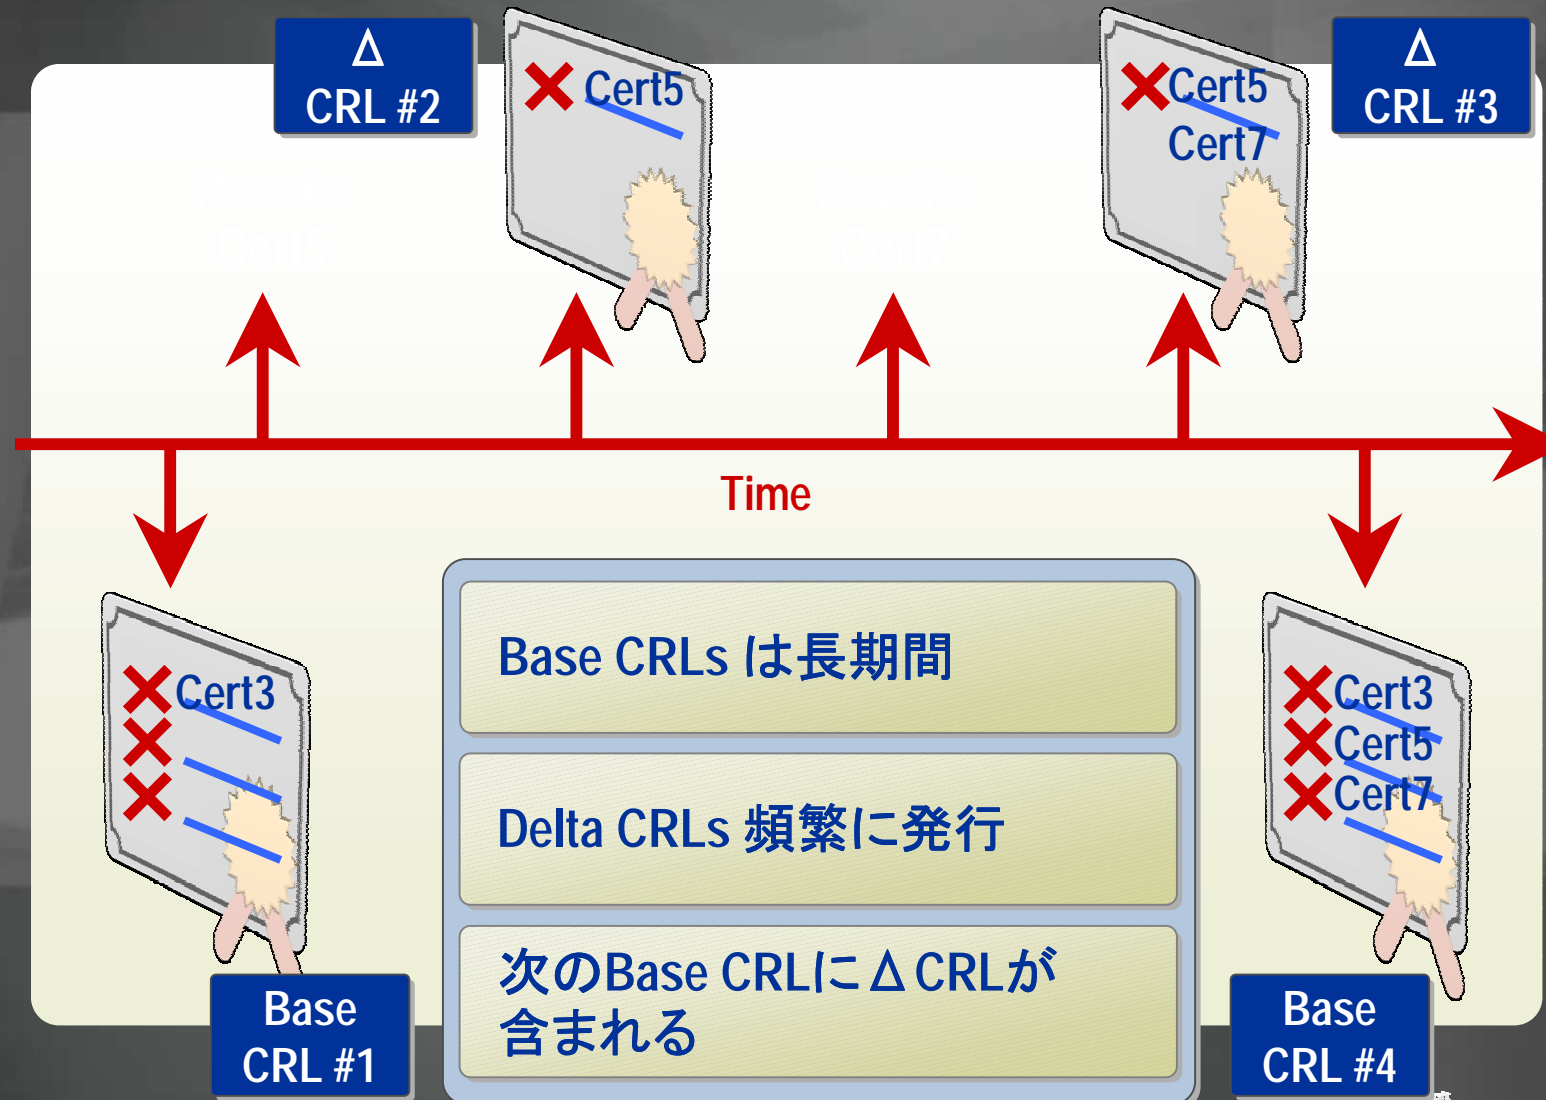 Δ
CRL #2
Cert5
Cert5
Cert7
Δ
CRL #3
Cert5
Cert7
Time
Cert3
Base
CRL #1
Base CRLs は長期間
Delta CRLs 頻繁に発行
次のBase CRLに Δ CRLが
含まれる
Cert3
Cert5
Cert7
Base
CRL #4